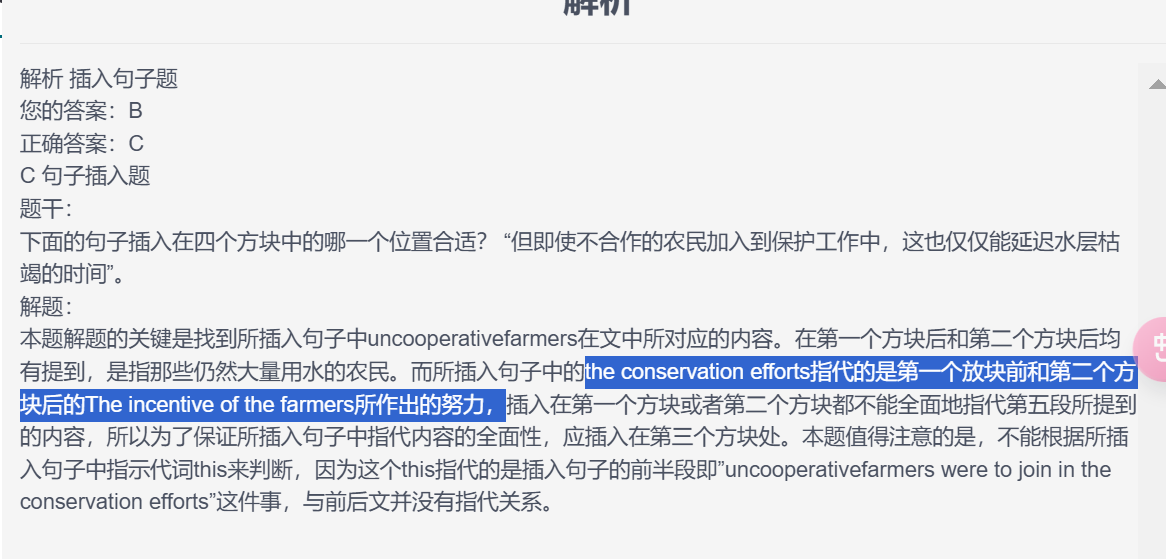 解析
解析 插入句子题
您的答案：B
正确答案：C
C 句子插入题
题干：
下面的句子插入在四个方块中的哪一个位置合适？ “但即使不合作的农民加入到保护工作中，这也仅仅能延迟水层枯
竭的时间”。
解题：
本题解题的关键是找到所插入句子中uncooperativefarmers在文中所对应的内容。在第一个方块后和第二个方块后均
有提到，是指那些仍然大量用水的农民。而所插入句子中的the conservation efforts指代的是第一个放块前和第二个方
块后的The incentive of the farmers所作出的努力，插入在第一个方块或者第二个方块都不能全面地指代第五段所提到
的内容，所以为了保证所插入句子中指代内容的全面性，应插入在第三个方块处。本题值得注意的是，不能根据所插
入句子中指示代词this来判断，因为这个this指代的是插入句子的前半段即”uncooperativefarmers were to join in the
conservation efforts”这件事，与前后文并没有指代关系。